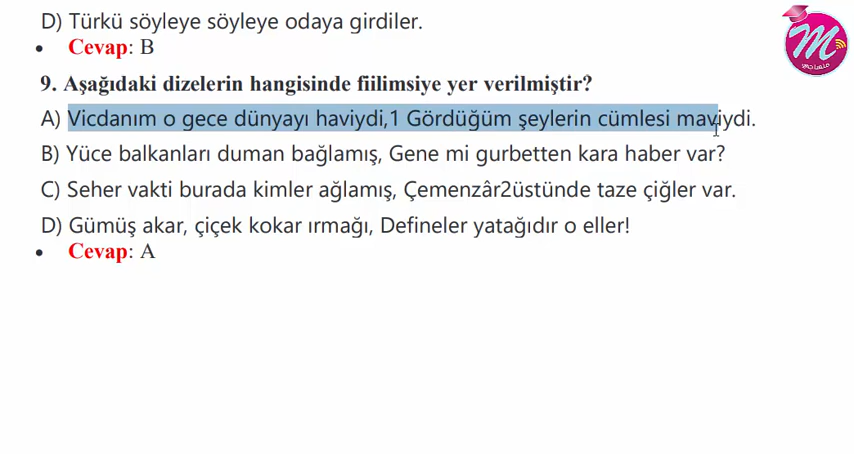 D) Türkü söyleye söyleye odaya girdiler.
• Cevap: B
9. Aşağıdaki dizelerin hangisinde fiilimsiye yer verilmiştir?
A) Vicdanım o gece dünyayı haviydi,1 Gördüğüm şeylerin cümlesi maviydi.
B) Yüce balkanları duman bağlamış, Gene mi gurbetten kara haber var?
C) Seher vakti burada kimler ağlamış, Çemenzâr2üstünde taze çiğler var.
D) Gümüş akar, çiçek kokar ırmağı, Defineler yatağıdır o eller!
• Cevap: A